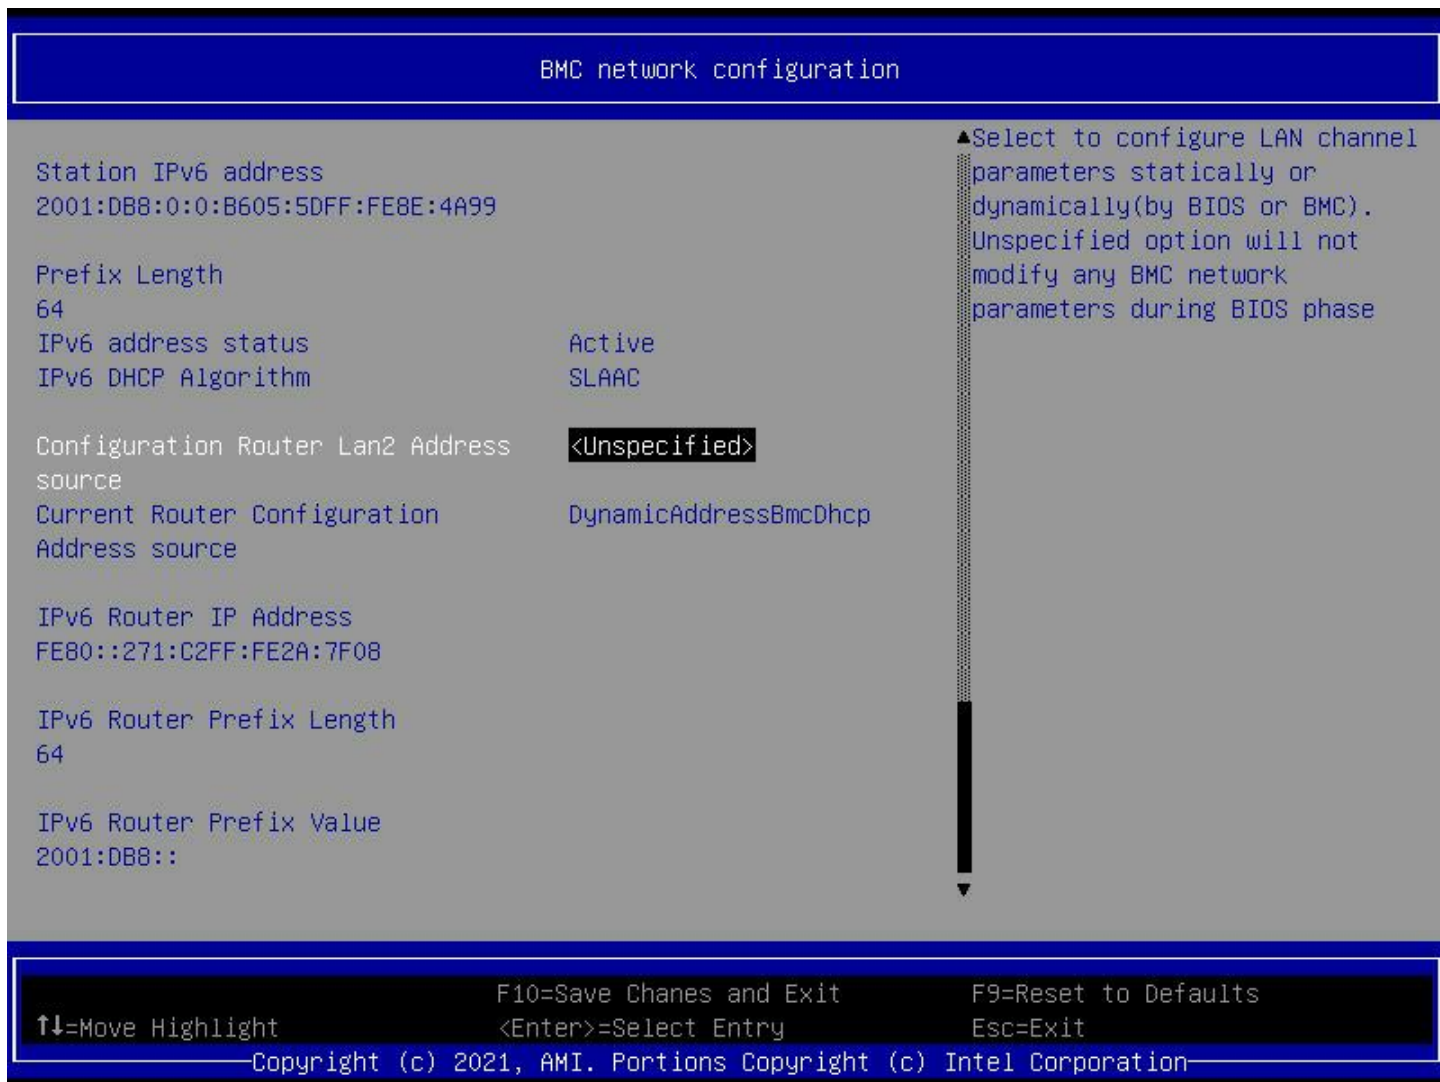 BMC network configuration
Station IPv6 address
2001:DB8:0:0:B605:5DFF:FE8E:4A99
Prefix Length
64
IPv6 address status Active
IPv6 DHCP Algorithm SLAAC
Configuration Router Lan2 Address <Unspecified>
source
Current Router Configuration DynamicAddressBmcDhcp
Address source
IPv6 Router IP Address
FE80::271:C2FF:FE2A:7F08
IPv6 Router Prefix Length
64
IPv6 Router Prefix Value
2001:DB8::
▲Select to configure LAN channel
parameters statically or
dynamically(by BIOS or BMC).
Unspecified option will not
modify any BMC network
parameters during BIOS phase
▼
F10=Save Chanes and Exit F9=Reset to Defaults
↑↓=Move Highlight <Enter>=Select Entry Esc=Exit
Copyright (c) 2021, AMI. Portions Copyright (c) Intel Corporation